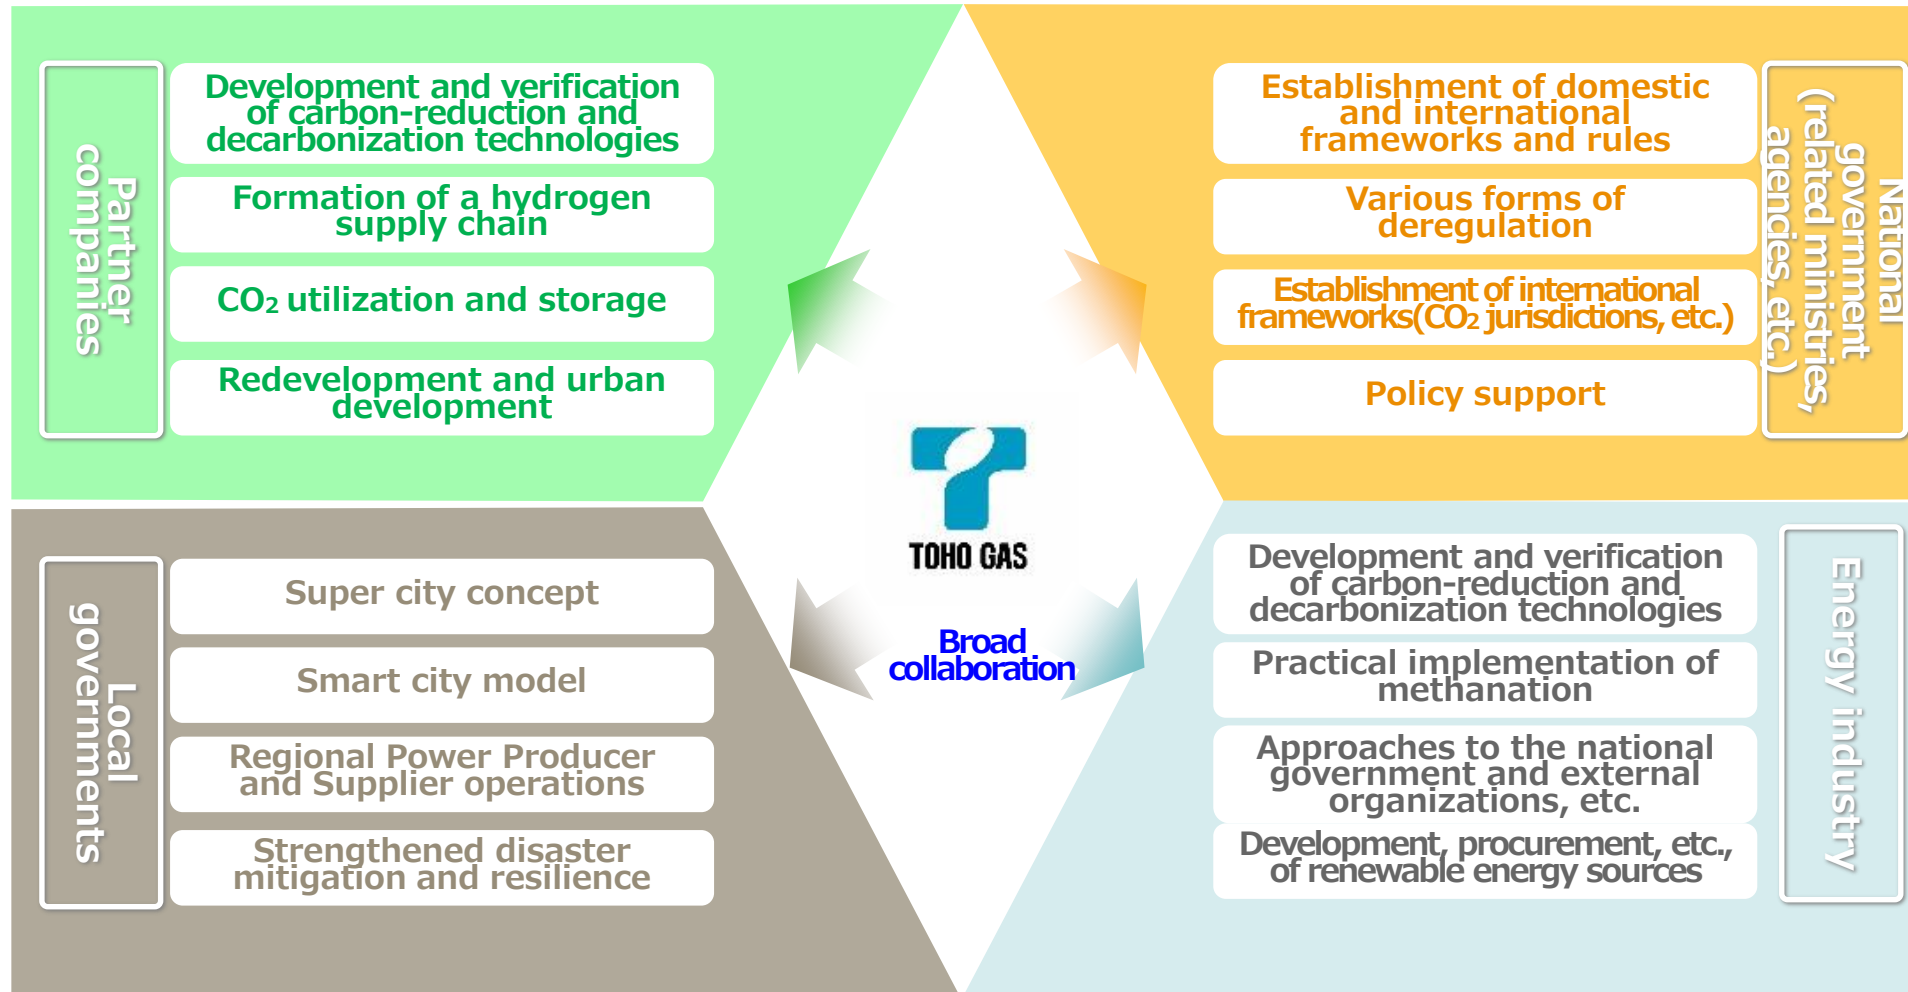 Partner
companies
Development and verification
of carbon-reduction and
decarbonization technologies
Formation of a hydrogen
supply chain
CO₂ utilization and storage
Redevelopment and urban
development
National
government
(related ministries,
agencies, etc.)
Establishment of domestic
and international
frameworks and rules
Various forms of
deregulation
Establishment of international
frameworks(CO₂ jurisdictions, etc.)
Policy support
TOHO GAS
Broad
collaboration
Local
governments
Super city concept
Smart city model
Regional Power Producer
and Supplier operations
Strengthened disaster
mitigation and resilience
Energy industry
Development and verification
of carbon-reduction and
decarbonization technologies
Practical implementation of
methanation
Approaches to the national
government and external
organizations, etc.
Development, procurement, etc.,
of renewable energy sources